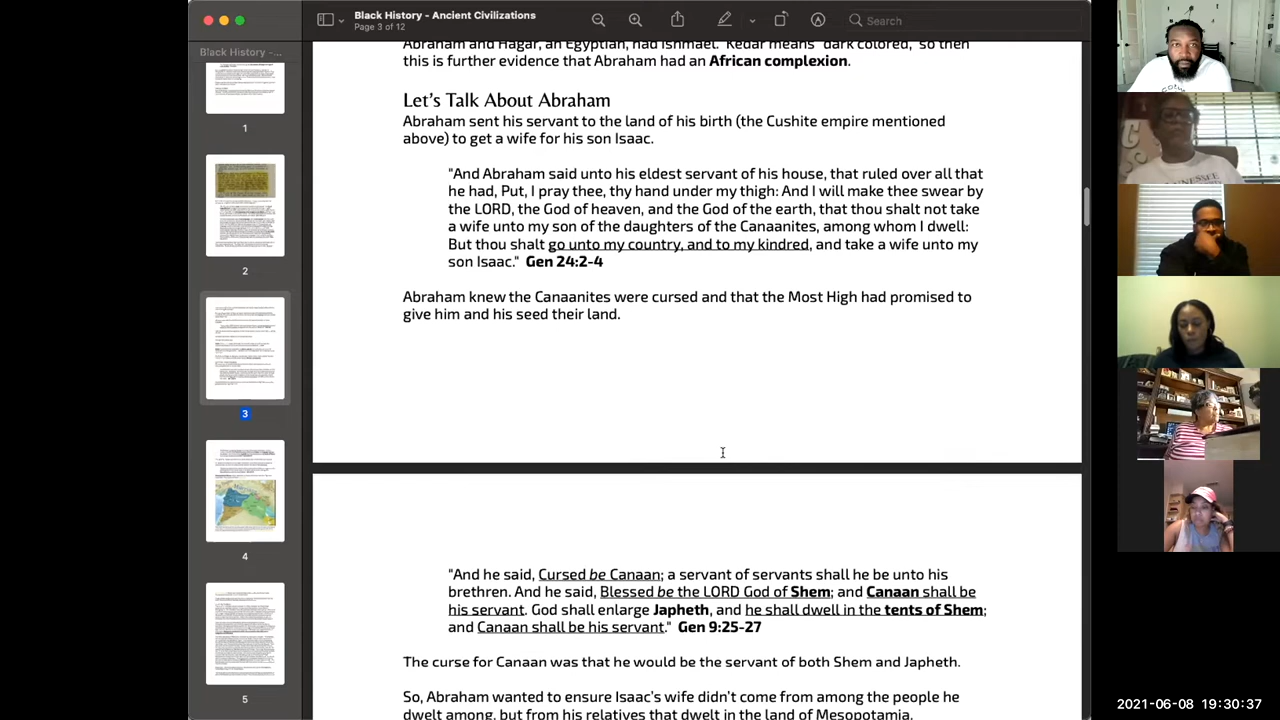 Black History - Ancient Civilizations
Page 3 of 12
Search
Black History -...
Abraham and Hagar, an Egyptian, had Ishmael. "Kedar means "dark colored," so then
this is further evidence that Abraham had an African complexion.
Let's Talk About Abraham
Abraham sent his servant to the land of his birth (the Cushite empire mentioned
above) to get a wife for his son Isaac.
"And Abraham said unto his eldest servant of his house, that ruled over all that
he had, Put, I pray thee, thy hand under my thigh: And I will make thee swear by
the LORD, the God of heaven, and the God of the earth, that thou shalt not take
a wife unto my son of the daughters of the Canaanites, among whom I dwell:
But thou shalt go unto my country, and to my kindred, and take a wife unto my
son Isaac." Gen 24:2-4
Abraham knew the Canaanites were cursed and that the Most High had promised to
give him and his seed their land.
"And he said, Cursed be Canaan, a servant of servants shall he be unto his
brethren. And he said, blessed be the LORD God of Shem; and Canaan shall be
his servant. God shall enlarge Japheth, and he shall dwell in the tents of Shem;
and Canaan shall be his servant." Gen 9:25-27
The curse for Canaan was that he would be the servant of both Shem and Japheth.
So, Abraham wanted to ensure Isaac's wife didn't come from among the people he
dwelt among, but from his relatives that dwelt in the land of Mesopotamia.
1
2
3
4
5
2021-06-08 19:30:37